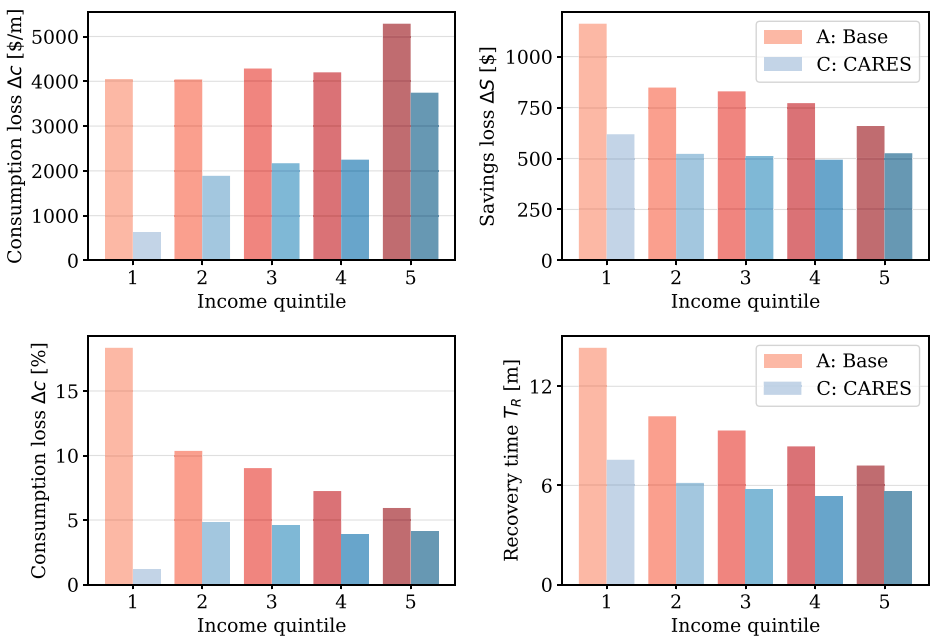 Consumption loss Δc [$/m]
5000
4000
3000
2000
1000
0
1 2 3 4 5
Income quintile
Savings loss ΔS [$]
1000
750
500
250
0
A: Base
C: CARES
1 2 3 4 5
Income quintile
Consumption loss Δc [%]
15
10
5
0
1 2 3 4 5
Income quintile
Recovery time T_R [m]
12
6
0
A: Base
C: CARES
1 2 3 4 5
Income quintile